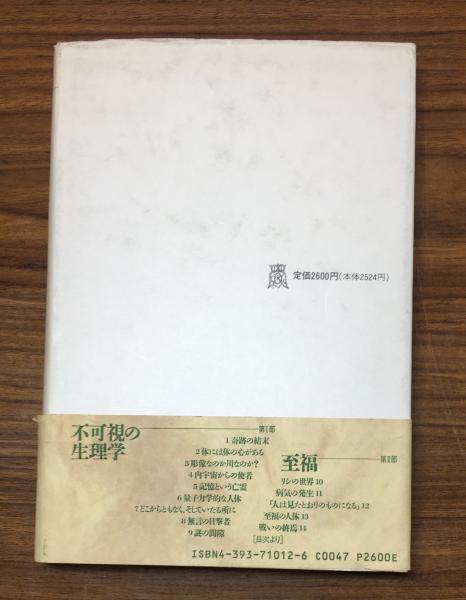 定価2600円(本体2524円)
不可視の
生理学
第I部
1 奇跡の結末
2 体には体の心がある
3 彫像なのか川なのか?
4 内宇宙からの使者
5 記憶という亡霊
6 量子力学的な人体
7 どこからともなく、そしていたる所に
8 無言の目撃者
9 謎の間隙
至福
第II部
リシの世界 10
病気の発生 11
「人は見たとおりのものになる」 12
至福の人体 13
戦いの終焉 14
[目次より]
ISBN4-393-71012-6 C0047 P2600E